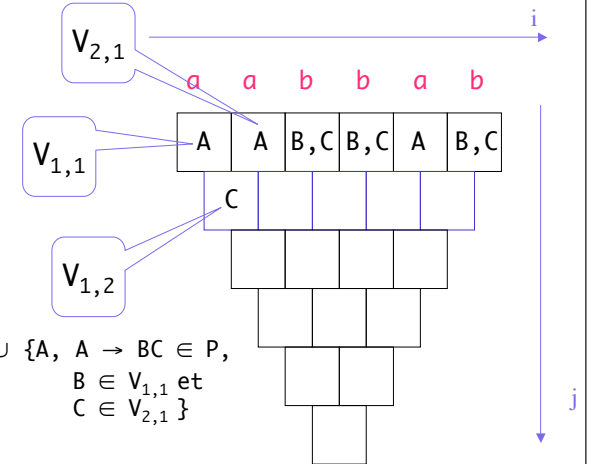 i
V2,1
a a b b a b
A A B,C B,C A B,C
V1,1
C
V1,2
∪ {A, A → BC ∈ P,
B ∈ V1,1 et
C ∈ V2,1 }
j